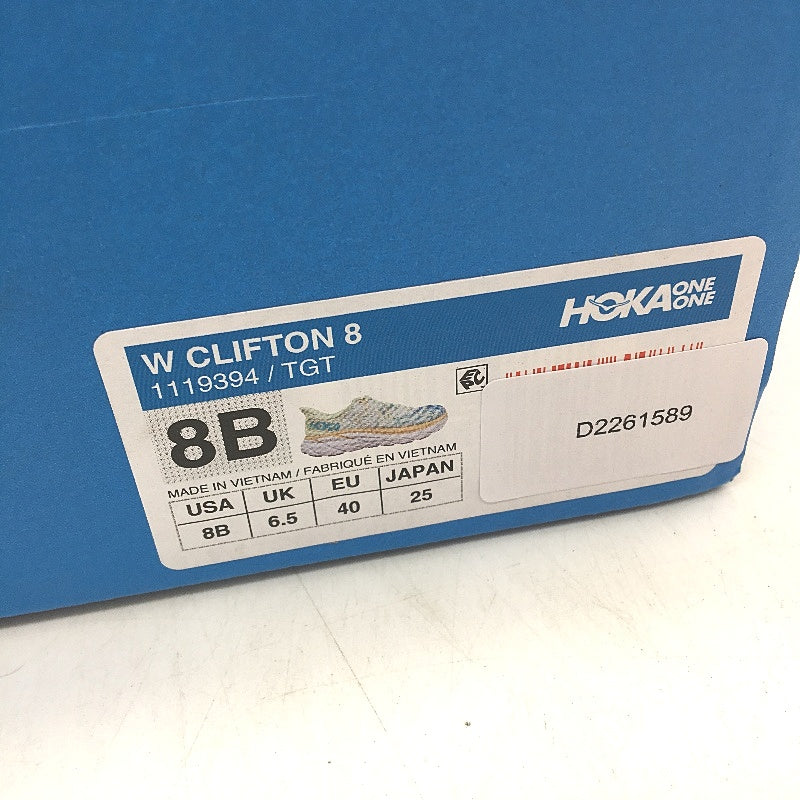 HOKA ONE ONE
W CLIFTON 8
1119394 / TGT
8B
HOKA
D2261589
MADE IN VIETNAM / FABRIQUÉ EN VIETNAM
USA UK EU JAPAN
8B 6.5 40 25